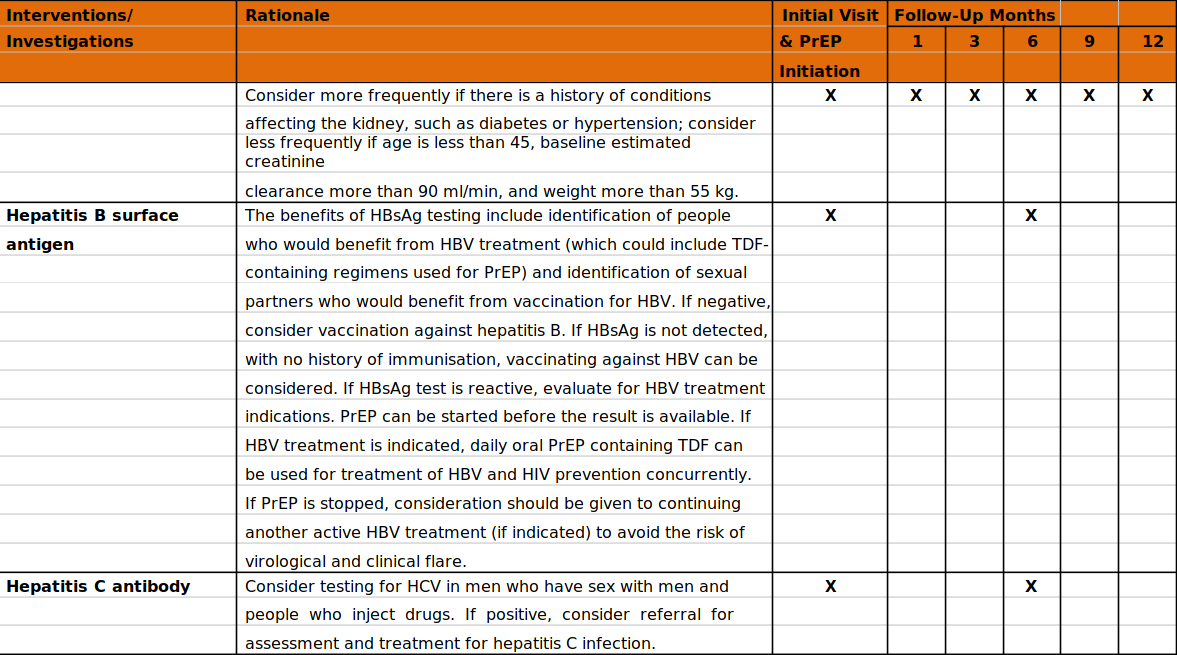 Interventions/ Rationale Initial Visit Follow-Up Months
Investigations & PrEP 1 3 6 9 12
Initiation
Consider more frequently if there is a history of conditions X X X X X X
affecting the kidney, such as diabetes or hypertension; consider
less frequently if age is less than 45, baseline estimated
creatinine
clearance more than 90 ml/min, and weight more than 55 kg.
Hepatitis B surface The benefits of HBsAg testing include identification of people X X
antigen who would benefit from HBV treatment (which could include TDF-
containing regimens used for PrEP) and identification of sexual
partners who would benefit from vaccination for HBV. If negative,
consider vaccination against hepatitis B. If HBsAg is not detected,
with no history of immunisation, vaccinating against HBV can be
considered. If HBsAg test is reactive, evaluate for HBV treatment
indications. PrEP can be started before the result is available. If
HBV treatment is indicated, daily oral PrEP containing TDF can
be used for treatment of HBV and HIV prevention concurrently.
If PrEP is stopped, consideration should be given to continuing
another active HBV treatment (if indicated) to avoid the risk of
virological and clinical flare.
Hepatitis C antibody Consider testing for HCV in men who have sex with men and X X
people who inject drugs. If positive, consider referral for
assessment and treatment for hepatitis C infection.